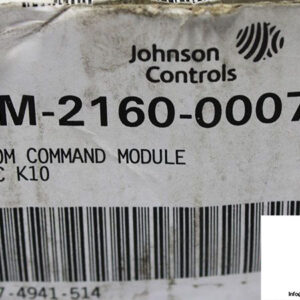 Johnson
Controls
M-2160-0007
OM COMMAND MODULE
C K10
7-4941-514